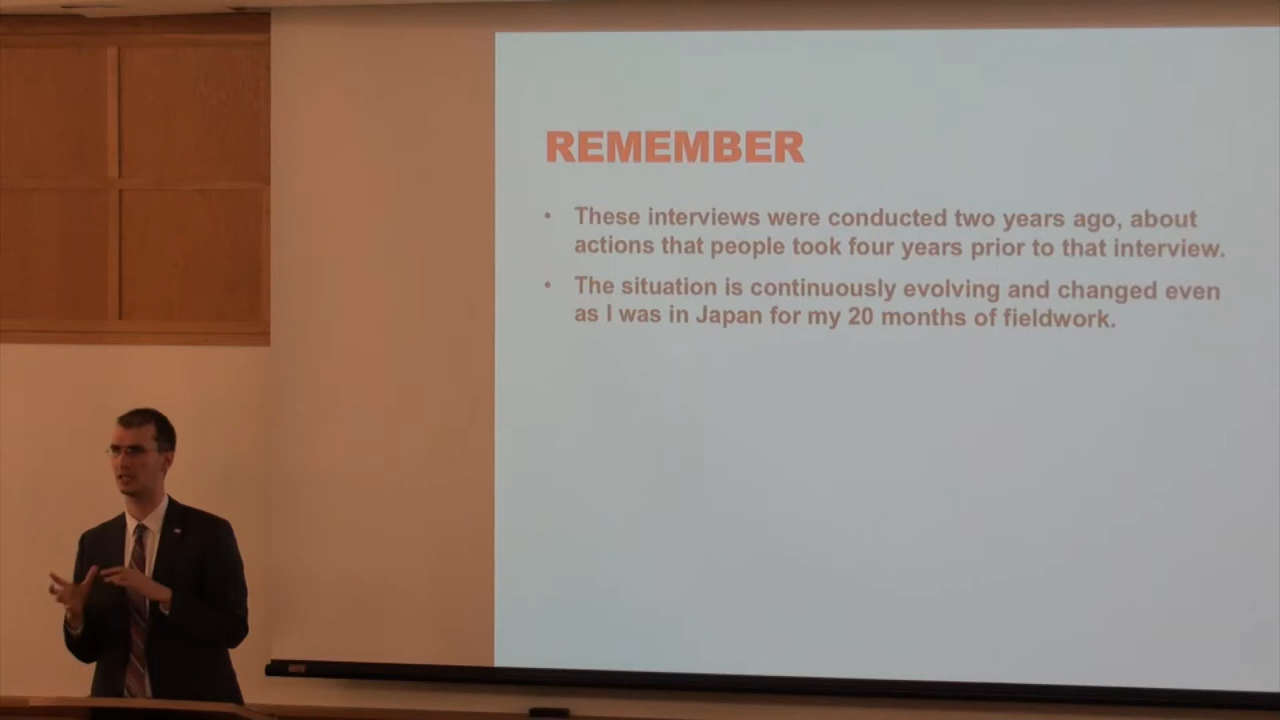 REMEMBER
• These interviews were conducted two years ago, about
actions that people took four years prior to that interview.
• The situation is continuously evolving and changed even
as I was in Japan for my 20 months of fieldwork.